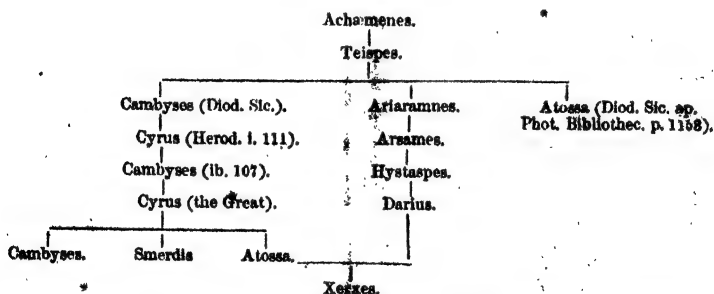 Achamenes.
Teispes.
Cambyses (Diod. Sic.). Ariaramnes. Atossa (Diod. Sic. ap.
Phot. Bibliothec. p. 1158).
Cyrus (Herod. i. 111). Arsames.
Cambyses (ib. 107). Hystaspes.
Cyrus (the Great). Darius.
Cambyses. Smerdis Atossa.
Xerxes.